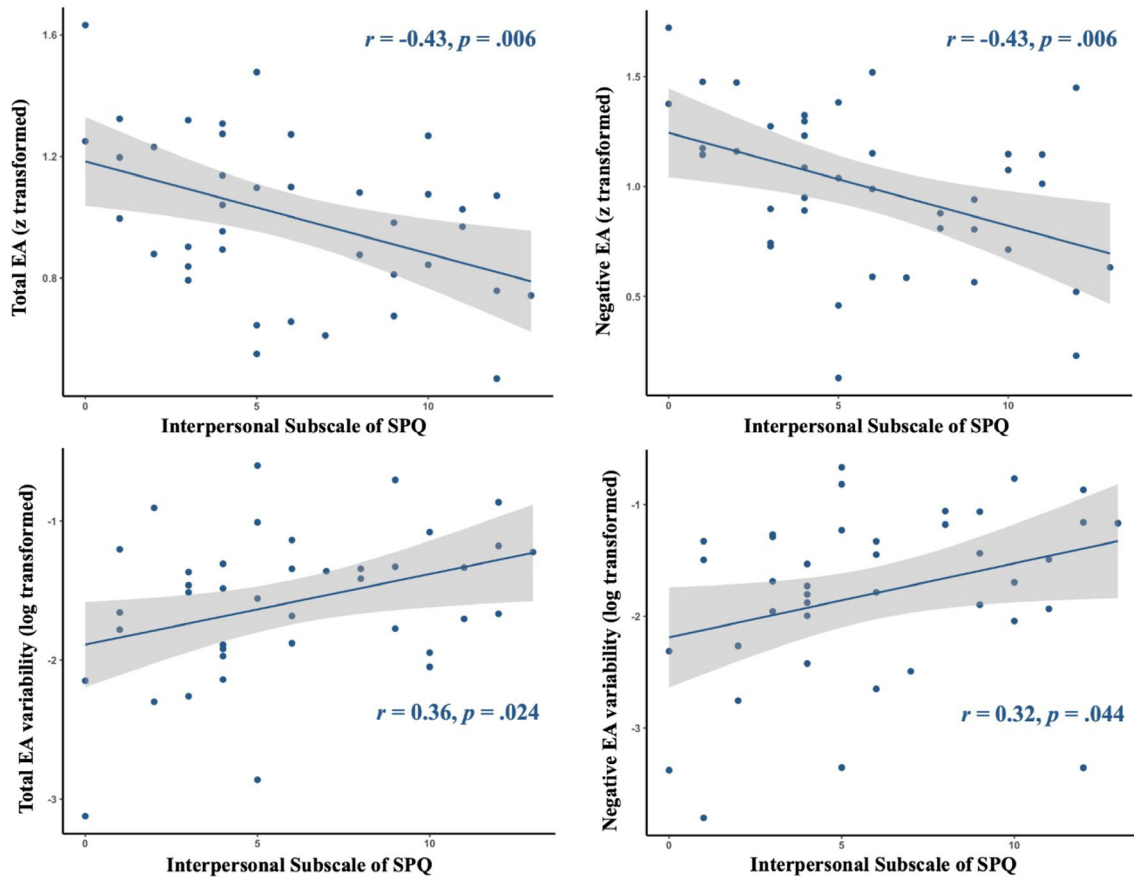 r = -0.43, p = .006
Total EA (z transformed)
1.6
1.2
0.8
0
5
10
Interpersonal Subscale of SPQ
r = -0.43, p = .006
Negative EA (z transformed)
1.5
1.0
0.5
0
5
10
Interpersonal Subscale of SPQ
Total EA variability (log transformed)
-1
-2
-3
r = 0.36, p = .024
0
5
10
Interpersonal Subscale of SPQ
Negative EA variability (log transformed)
-1
-2
-3
r = 0.32, p = .044
0
5
10
Interpersonal Subscale of SPQ